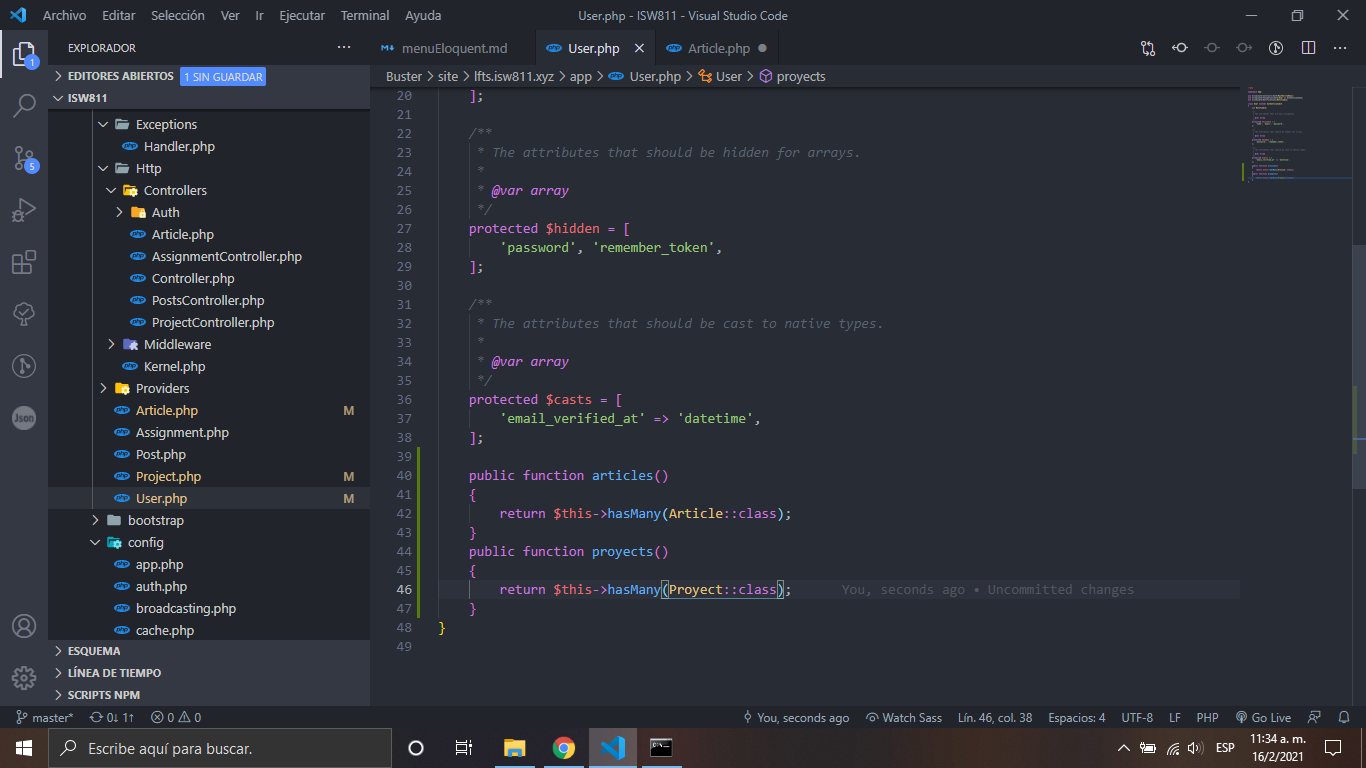 Archivo Editar Selección Ver Ir Ejecutar Terminal Ayuda
User.php - ISW811 - Visual Studio Code
EXPLORADOR
menuEloquent.md
User.php
Article.php
EDITORES ABIERTOS 1 SIN GUARDAR
Buster site lfts.isw811.xyz app User.php User proyects
ISW811
Exceptions
Handler.php
Http
Controllers
Auth
Article.php
AssignmentController.php
Controller.php
PostsController.php
ProjectController.php
Middleware
Kernel.php
Providers
Article.php M
Assignment.php
Post.php
Project.php M
User.php M
bootstrap
config
app.php
auth.php
broadcasting.php
cache.php
ESQUEMA
LÍNEA DE TIEMPO
SCRIPTS NPM
1
5
Json
20 ];
21
22 /**
23 * The attributes that should be hidden for arrays.
24 *
25 * @var array
26 */
27 protected $hidden = [
28 'password', 'remember_token',
29 ];
30
31 /**
32 * The attributes that should be cast to native types.
33 *
34 * @var array
35 */
36 protected $casts = [
37 'email_verified_at' => 'datetime',
38 ];
39
40 public function articles()
41 {
42 return $this->hasMany(Article::class);
43 }
44 public function proyects()
45 {
46 return $this->hasMany(Proyect::class); You, seconds ago • Uncommitted changes
47 }
48 }
49
master* 0↓ 1↑ 0 0 You, seconds ago Watch Sass Lín. 46, col. 38 Espacios: 4 UTF-8 LF PHP Go Live
Escribe aquí para buscar.
ESP
11:34 a. m.
16/2/2021